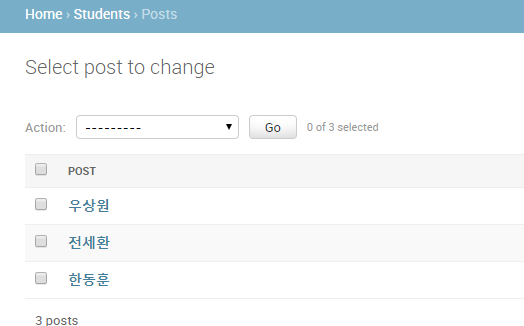 Home › Students › Posts
Select post to change
Action: --------- Go 0 of 3 selected
POST
우상원
전세환
한동훈
3 posts